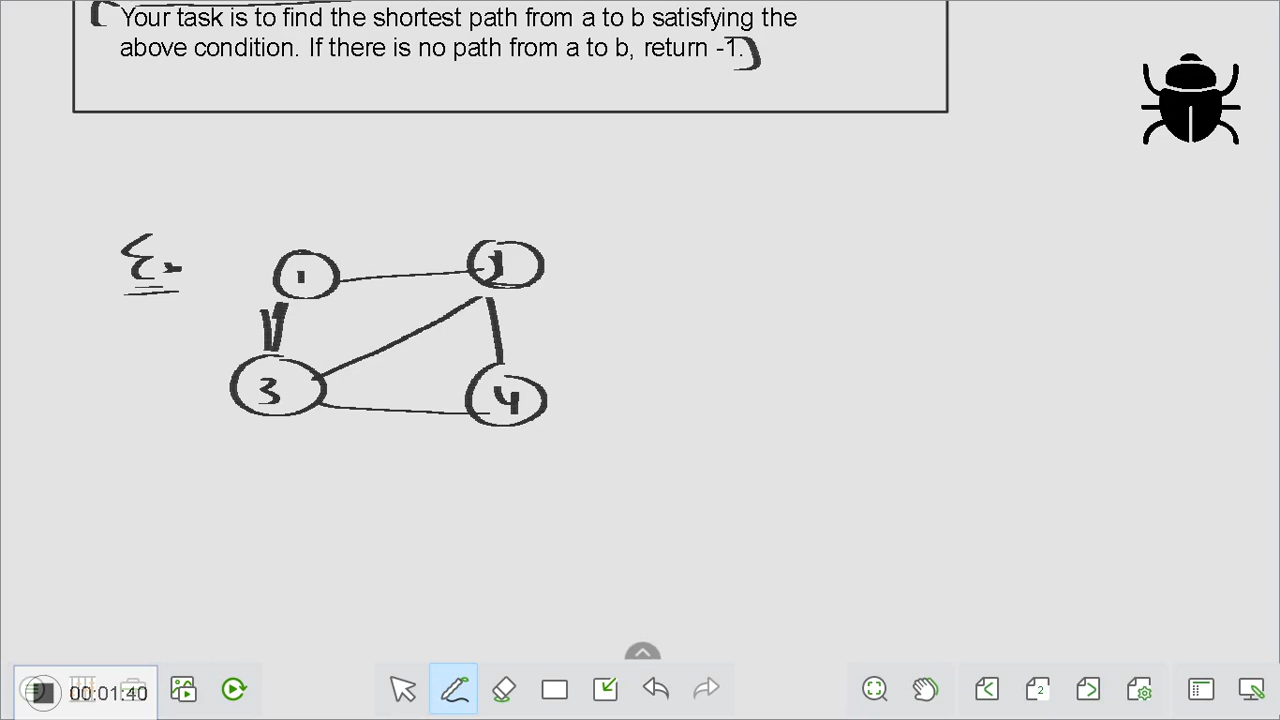 Your task is to find the shortest path from a to b satisfying the
above condition. If there is no path from a to b, return -1.
1
3
4
00:01:40
2